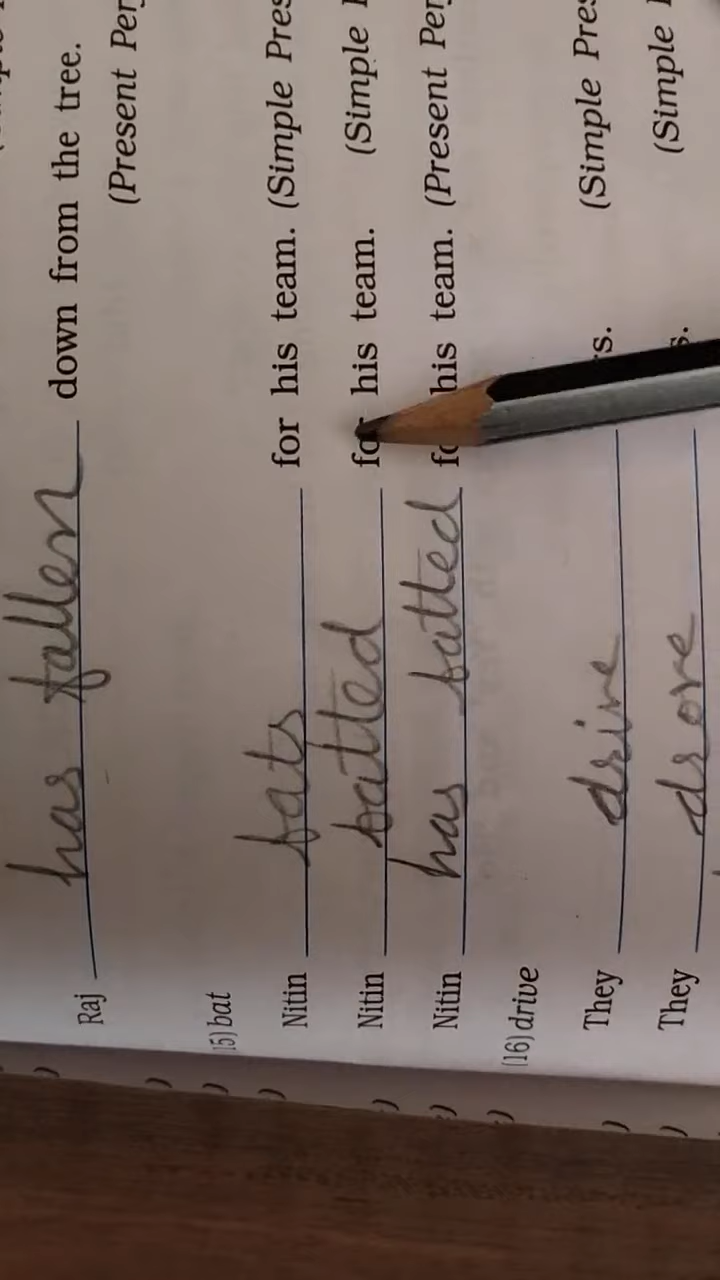 Raj has fallen down from the tree.
(Present Per
15) bat
Nitin bats for his team. (Simple Pres
Nitin batted for his team. (Simple
Nitin has batted for his team. (Present Per
(16) drive
They drive s. (Simple Pres
They drove s. (Simple